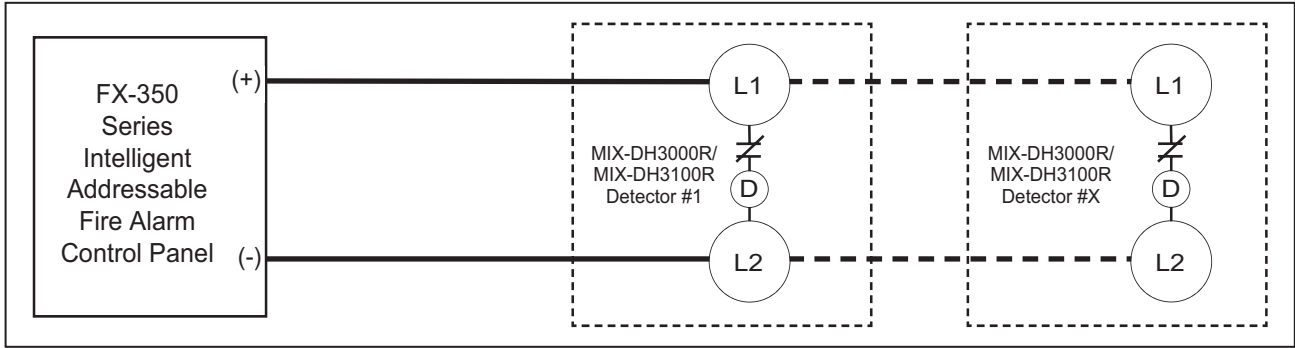 FX-350
Series
Intelligent
Addressable
Fire Alarm
Control Panel
(+)
(-)
L1
MIX-DH3000R/
MIX-DH3100R
Detector #1
D
L2
L1
MIX-DH3000R/
MIX-DH3100R
Detector #X
D
L2